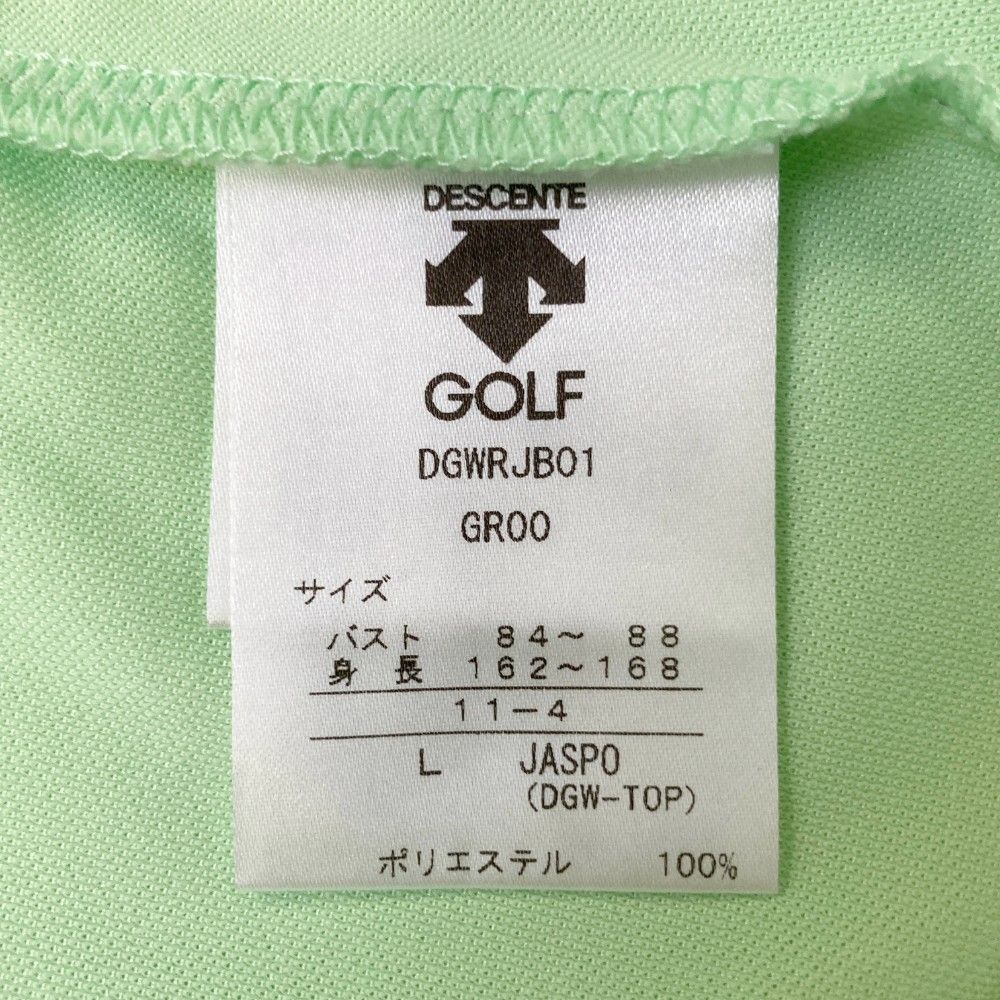 DESCENTE
GOLF
DGWRJB01
GR00
サイズ
バスト 84～ 88
身長 162～168
11-4
L JASPO
(DGW-TOP)
ポリエステル 100%